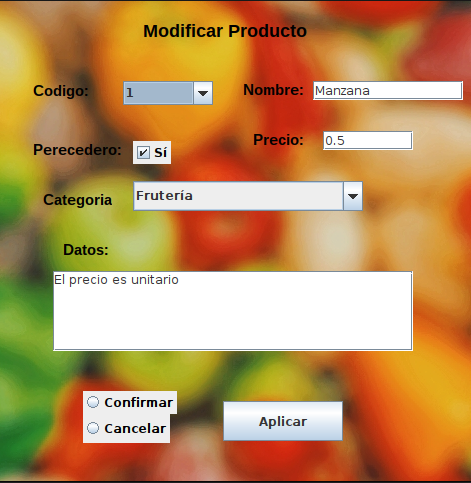 Modificar Producto
Codigo: 1 Nombre: Manzana
Perecedero: Sí Precio: 0.5
Categoria Frutería
Datos:
El precio es unitario
Confirmar
Cancelar
Aplicar